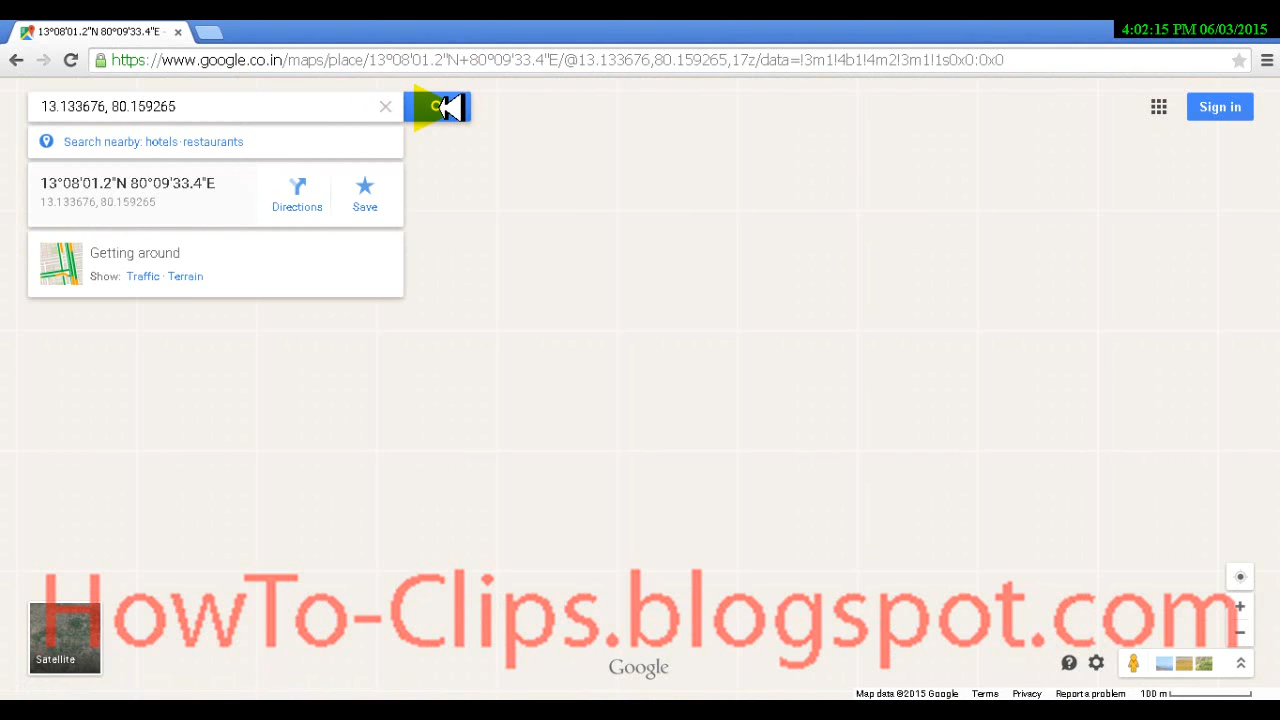 4:02:15 PM 06/03/2015
13°08'01.2"N 80°09'33.4"E -
https://www.google.co.in/maps/place/13°08'01.2"N+80°09'33.4"E/@13.133676,80.159265,17z/data=!3m1!4b1!4m2!3m1!1s0x0:0x0
13.133676, 80.159265
Sign in
Search nearby: hotels · restaurants
13°08'01.2"N 80°09'33.4"E
13.133676, 80.159265
Directions
Save
Getting around
Show: Traffic · Terrain
HowTo-Clips.blogspot.com
Satellite
Google
Map data ©2015 Google Terms Privacy Report a problem 100 m